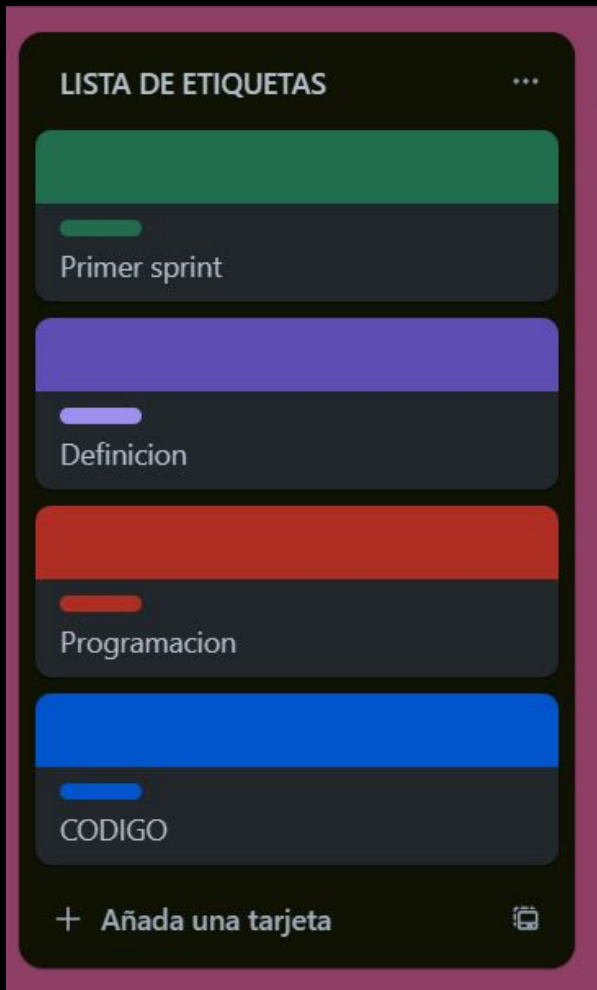 LISTA DE ETIQUETAS
Primer sprint
Definicion
Programacion
CODIGO
Añada una tarjeta